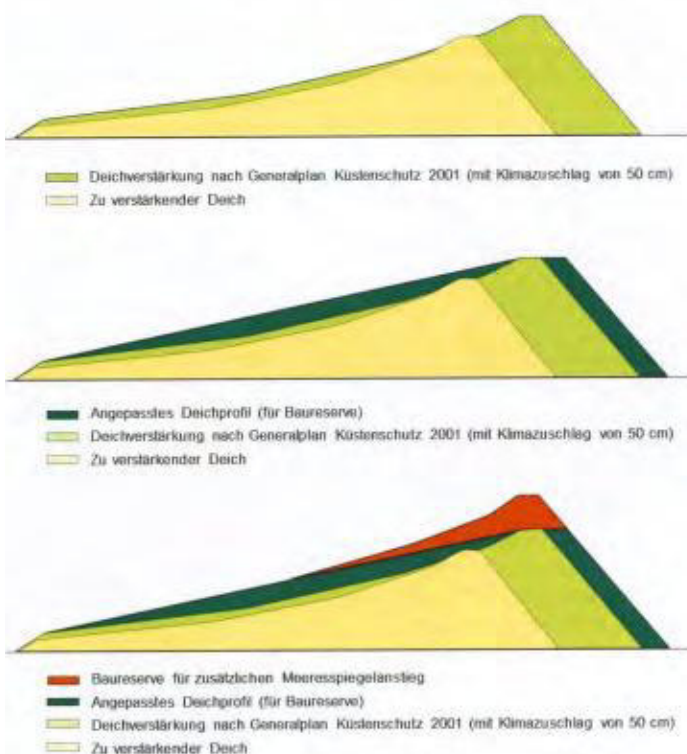 Deichverstärkung nach Generalplan Küstenschutz 2001 (mit Klimazuschlag von 50 cm)
Zu verstärkender Deich
Angepasstes Deichprofil (für Baureserve)
Deichverstärkung nach Generalplan Küstenschutz 2001 (mit Klimazuschlag von 50 cm)
Zu verstärkender Deich
Baureserve für zusätzlichen Meeresspiegelanstieg
Angepasstes Deichprofil (für Baureserve)
Deichverstärkung nach Generalplan Küstenschutz 2001 (mit Klimazuschlag von 50 cm)
Zu verstärkender Deich